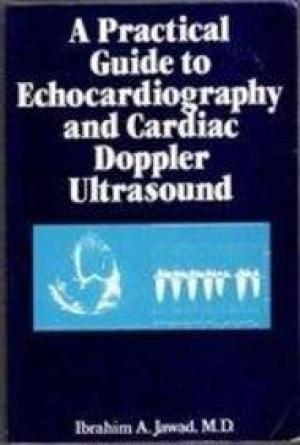 A Practical
Guide to
Echocardiography
and Cardiac
Doppler
Ultrasound
Ibrahim A. Jawad, M.D.